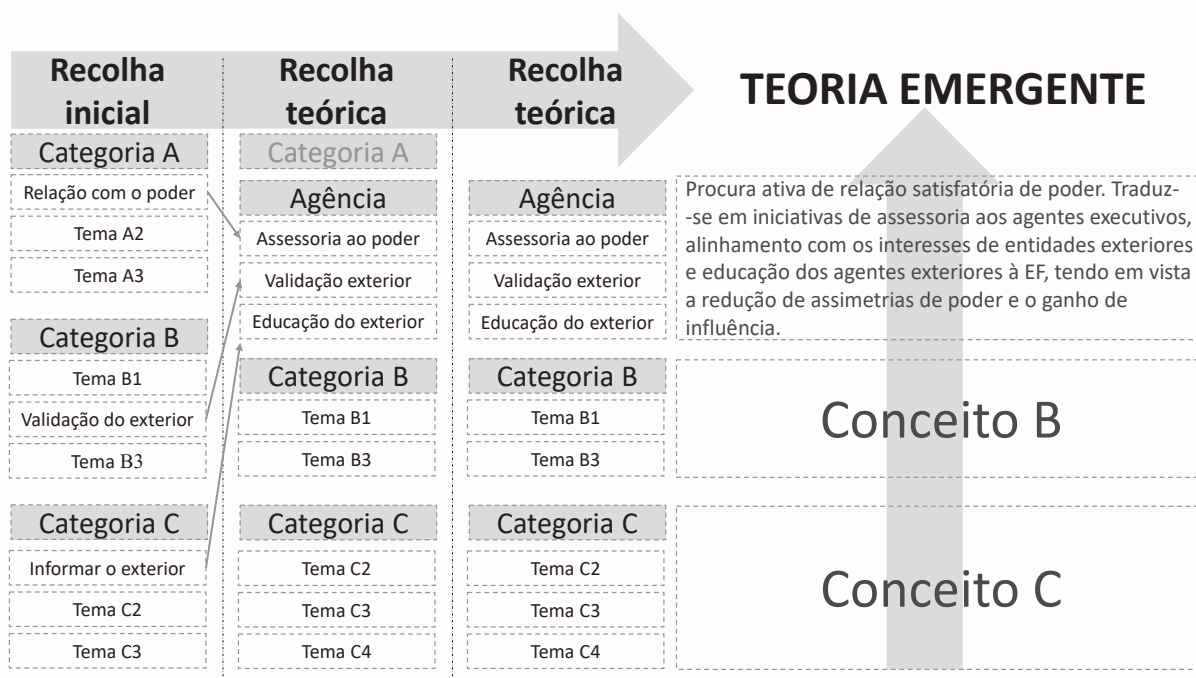 Recolha
inicial
Recolha
teórica
Recolha
teórica
TEORIA EMERGENTE
Categoria A
Relação com o poder
Tema A2
Tema A3
Categoria B
Tema B1
Validação do exterior
Tema B3
Categoria C
Informar o exterior
Tema C2
Tema C3
Categoria A
Agência
Assessoria ao poder
Validação exterior
Educação do exterior
Categoria B
Tema B1
Tema B3
Categoria C
Tema C2
Tema C3
Tema C4
Agência
Assessoria ao poder
Validação exterior
Educação do exterior
Categoria B
Tema B1
Tema B3
Categoria C
Tema C2
Tema C3
Tema C4
Procura ativa de relação satisfatória de poder. Traduz-
-se em iniciativas de assessoria aos agentes executivos,
alinhamento com os interesses de entidades exteriores
e educação dos agentes exteriores à EF, tendo em vista
a redução de assimetrias de poder e o ganho de
influência.
Conceito B
Conceito C